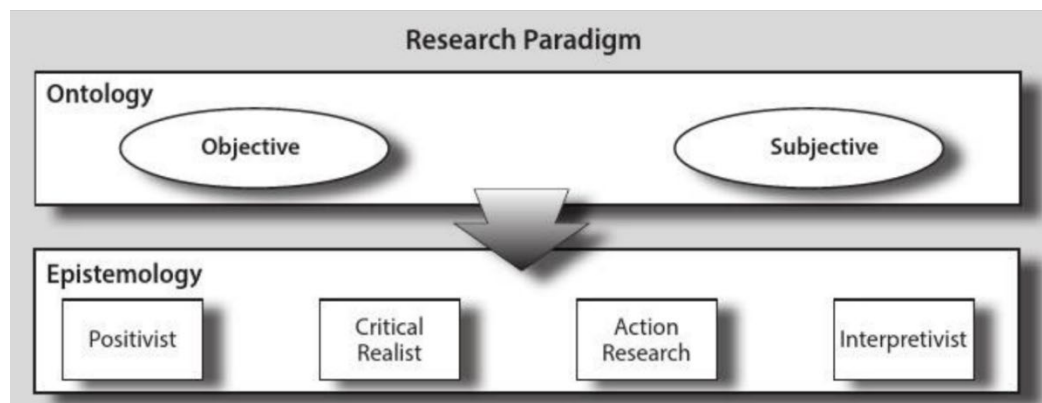 Research Paradigm
Ontology
Objective
Subjective
Epistemology
Positivist
Critical
Realist
Action
Research
Interpretivist